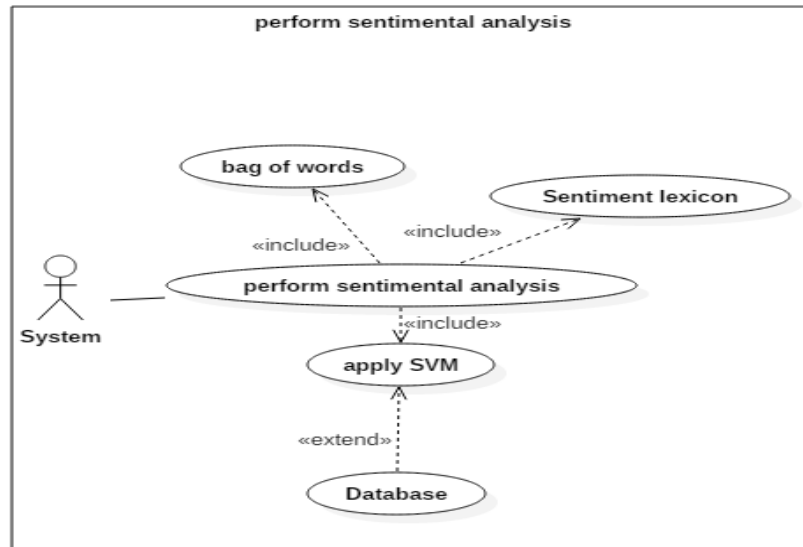 perform sentimental analysis
bag of words
Sentiment lexicon
«include»
«include»
perform sentimental analysis
System
«include»
apply SVM
«extend»
Database